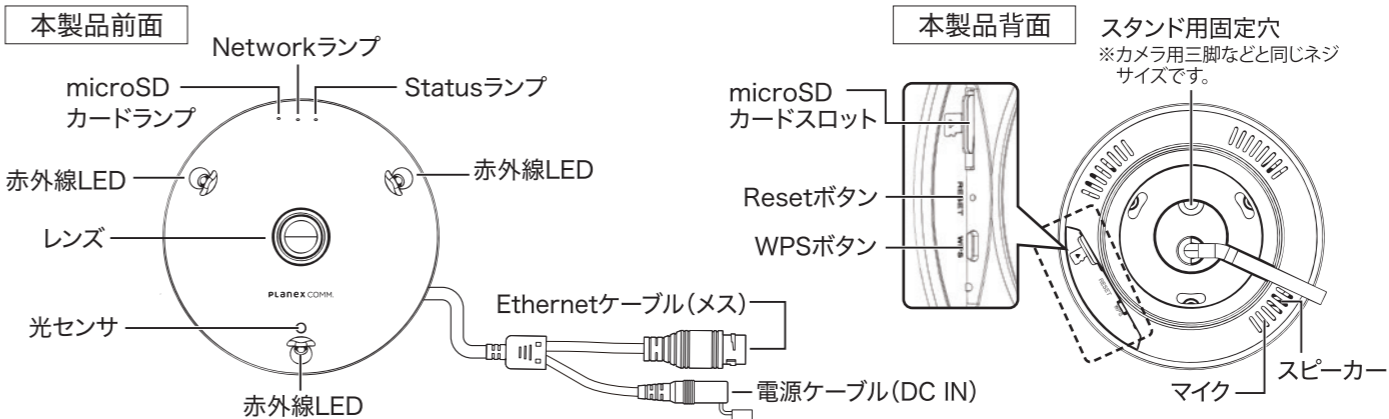 本製品前面
Networkランプ
microSD
カードランプ
Statusランプ
赤外線LED
赤外線LED
レンズ
PLANEX COMM.
光センサ
赤外線LED
Ethernetケーブル(メス)
電源ケーブル(DC IN)
本製品背面
スタンド用固定穴
※カメラ用三脚などと同じネジ
サイズです。
microSD
カードスロット
Resetボタン
WPSボタン
RESET
WPS
RESET
スピーカー
マイク